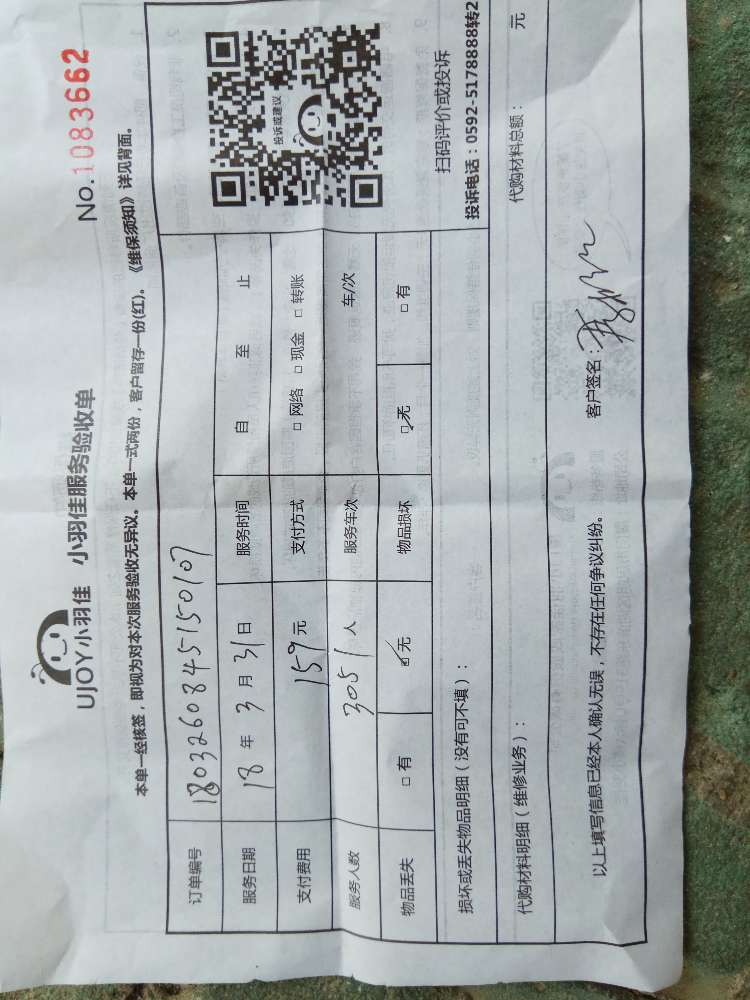 UJOY小羽佳 小羽佳服务验收单
No.1083662
本单一经核签，即视为对本次服务验收无异议。本单一式两份，客户留存一份(红)。《维保须知》详见背面。
订单编号 1803260845150107
服务日期 18 年 3 月 31 日 服务时间 自 至 止
支付费用 159 元 支付方式 □ 网络 □ 现金 □ 转账
服务人数 3051 人 服务车次 车/次
物品丢失 □ 有 ☑ 无 物品损坏 ☑ 无 □ 有
投诉或建议
扫码评价或投诉
投诉电话：0592-5178888转2
损坏或丢失物品明细（没有可不填）：
代购材料明细（维修业务）： 代购材料总额： 元
以上填写信息已经本人确认无误，不存在任何争议纠纷。 客户签名：